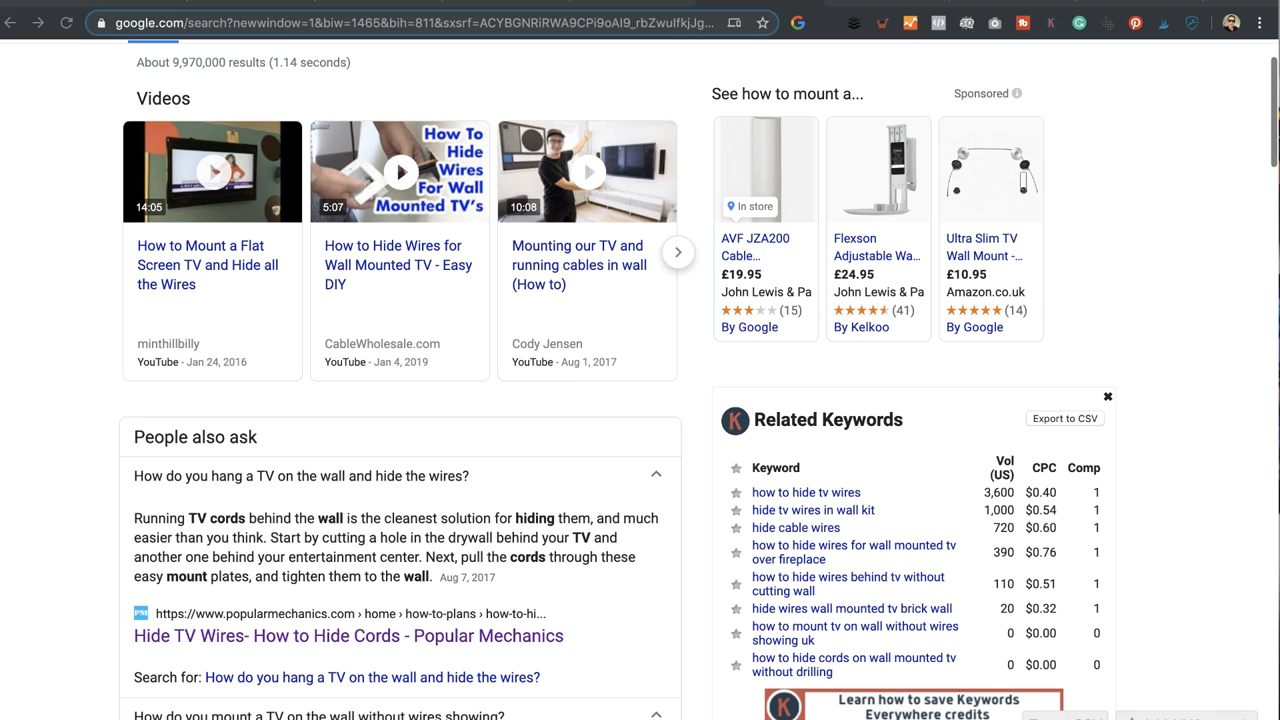 google.com/search?newwindow=1&biw=1465&bih=811&sxsrf=ACYBGNRiRWA9CPi9oAI9_rbZwuIfkjJg...
About 9,970,000 results (1.14 seconds)
Videos
14:05
How to Mount a Flat
Screen TV and Hide all
the Wires
minthillbilly
YouTube - Jan 24, 2016
How To
Hide
Wires
For Wall
Mounted TV's
5:07
How to Hide Wires for
Wall Mounted TV - Easy
DIY
CableWholesale.com
YouTube - Jan 4, 2019
10:08
Mounting our TV and
running cables in wall
(How to)
Cody Jensen
YouTube - Aug 1, 2017
People also ask
How do you hang a TV on the wall and hide the wires?
Running TV cords behind the wall is the cleanest solution for hiding them, and much
easier than you think. Start by cutting a hole in the drywall behind your TV and
another one behind your entertainment center. Next, pull the cords through these
easy mount plates, and tighten them to the wall. Aug 7, 2017
PM https://www.popularmechanics.com › home › how-to-plans › how-to-hi...
Hide TV Wires- How to Hide Cords - Popular Mechanics
Search for: How do you hang a TV on the wall and hide the wires?
How do you mount a TV on the wall without wires showing?
See how to mount a...
Sponsored
In store
AVF JZA200
Cable...
£19.95
John Lewis & Pa
(15)
By Google
Flexson
Adjustable Wa...
£24.95
John Lewis & Pa
(41)
By Kelkoo
Ultra Slim TV
Wall Mount -...
£10.95
Amazon.co.uk
(14)
By Google
K Related Keywords
Export to CSV
Keyword Vol (US) CPC Comp
how to hide tv wires 3,600 $0.40 1
hide tv wires in wall kit 1,000 $0.54 1
hide cable wires 720 $0.60 1
how to hide wires for wall mounted tv
over fireplace 390 $0.76 1
how to hide wires behind tv without
cutting wall 110 $0.51 1
hide wires wall mounted tv brick wall 20 $0.32 1
how to mount tv on wall without wires
showing uk 0 $0.00 0
how to hide cords on wall mounted tv
without drilling 0 $0.00 0
K
Learn how to save Keywords
Everywhere credits